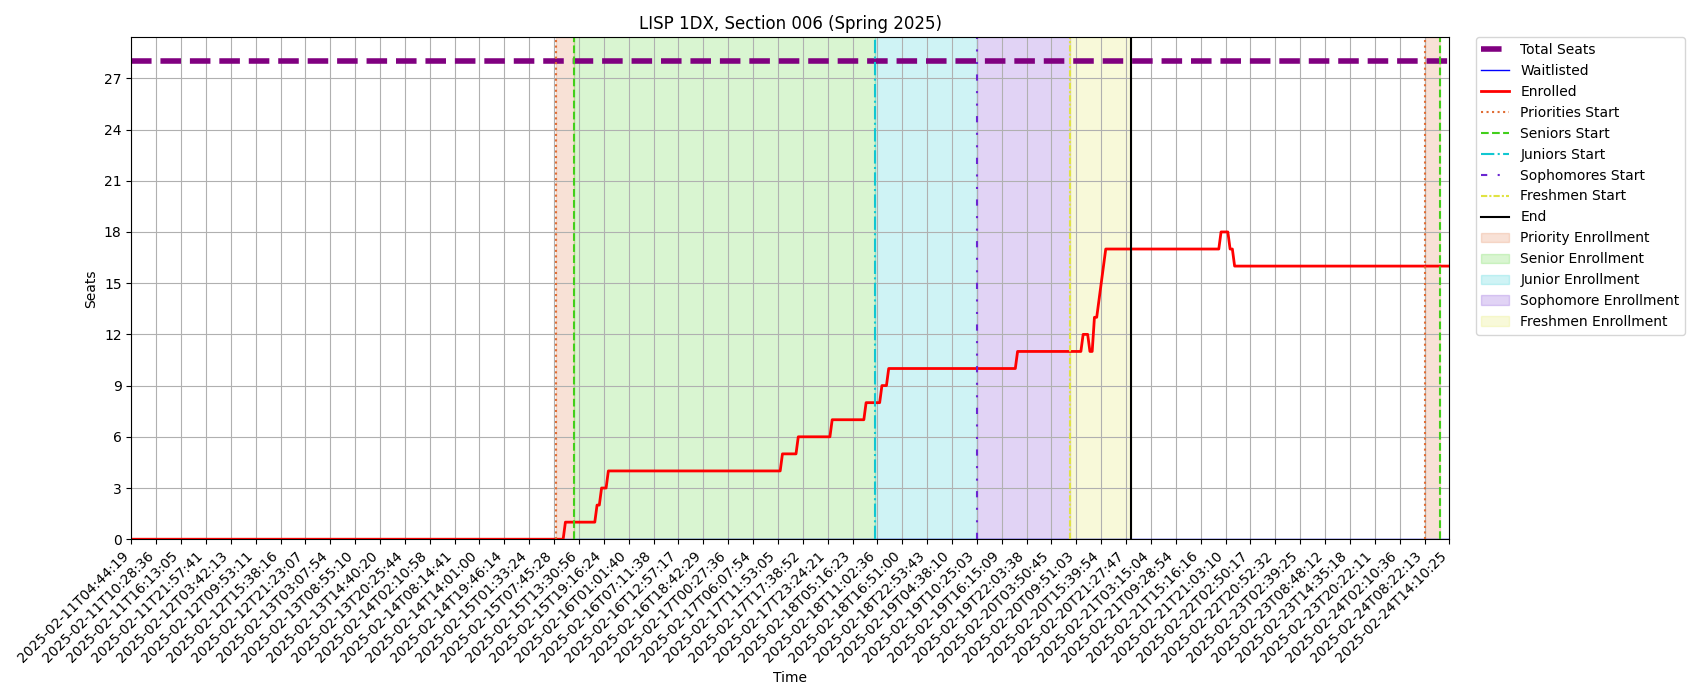 LISP 1DX, Section 006 (Spring 2025)
Total Seats
Waitlisted
Enrolled
Priorities Start
Seniors Start
Juniors Start
Sophomores Start
Freshmen Start
End
Priority Enrollment
Senior Enrollment
Junior Enrollment
Sophomore Enrollment
Freshmen Enrollment
Seats
27
24
21
18
15
12
9
6
3
0
2025-02-11T04:44:19
2025-02-11T10:28:36
2025-02-11T16:13:05
2025-02-11T21:57:41
2025-02-12T03:42:13
2025-02-12T09:53:11
2025-02-12T15:38:16
2025-02-12T21:23:07
2025-02-13T03:07:54
2025-02-13T08:55:10
2025-02-13T14:40:20
2025-02-13T20:25:44
2025-02-14T02:10:58
2025-02-14T08:14:41
2025-02-14T14:01:00
2025-02-14T19:46:14
2025-02-15T01:33:24
2025-02-15T07:45:28
2025-02-15T13:30:56
2025-02-15T19:16:24
2025-02-16T01:01:40
2025-02-16T07:11:38
2025-02-16T12:57:17
2025-02-16T18:42:29
2025-02-17T00:27:36
2025-02-17T06:07:54
2025-02-17T11:53:05
2025-02-17T17:38:52
2025-02-17T23:24:21
2025-02-18T05:16:23
2025-02-18T11:02:36
2025-02-18T16:51:00
2025-02-18T22:53:43
2025-02-19T04:38:10
2025-02-19T10:25:03
2025-02-19T16:15:09
2025-02-19T22:03:38
2025-02-20T03:50:45
2025-02-20T09:51:03
2025-02-20T15:39:54
2025-02-20T21:27:47
2025-02-21T03:15:04
2025-02-21T09:28:54
2025-02-21T15:16:16
2025-02-21T21:03:10
2025-02-22T02:50:17
2025-02-22T20:52:32
2025-02-23T02:39:23
2025-02-23T08:48:12
2025-02-23T14:35:18
2025-02-23T20:22:11
2025-02-24T02:10:36
2025-02-24T08:22:13
2025-02-24T14:10:25
Time